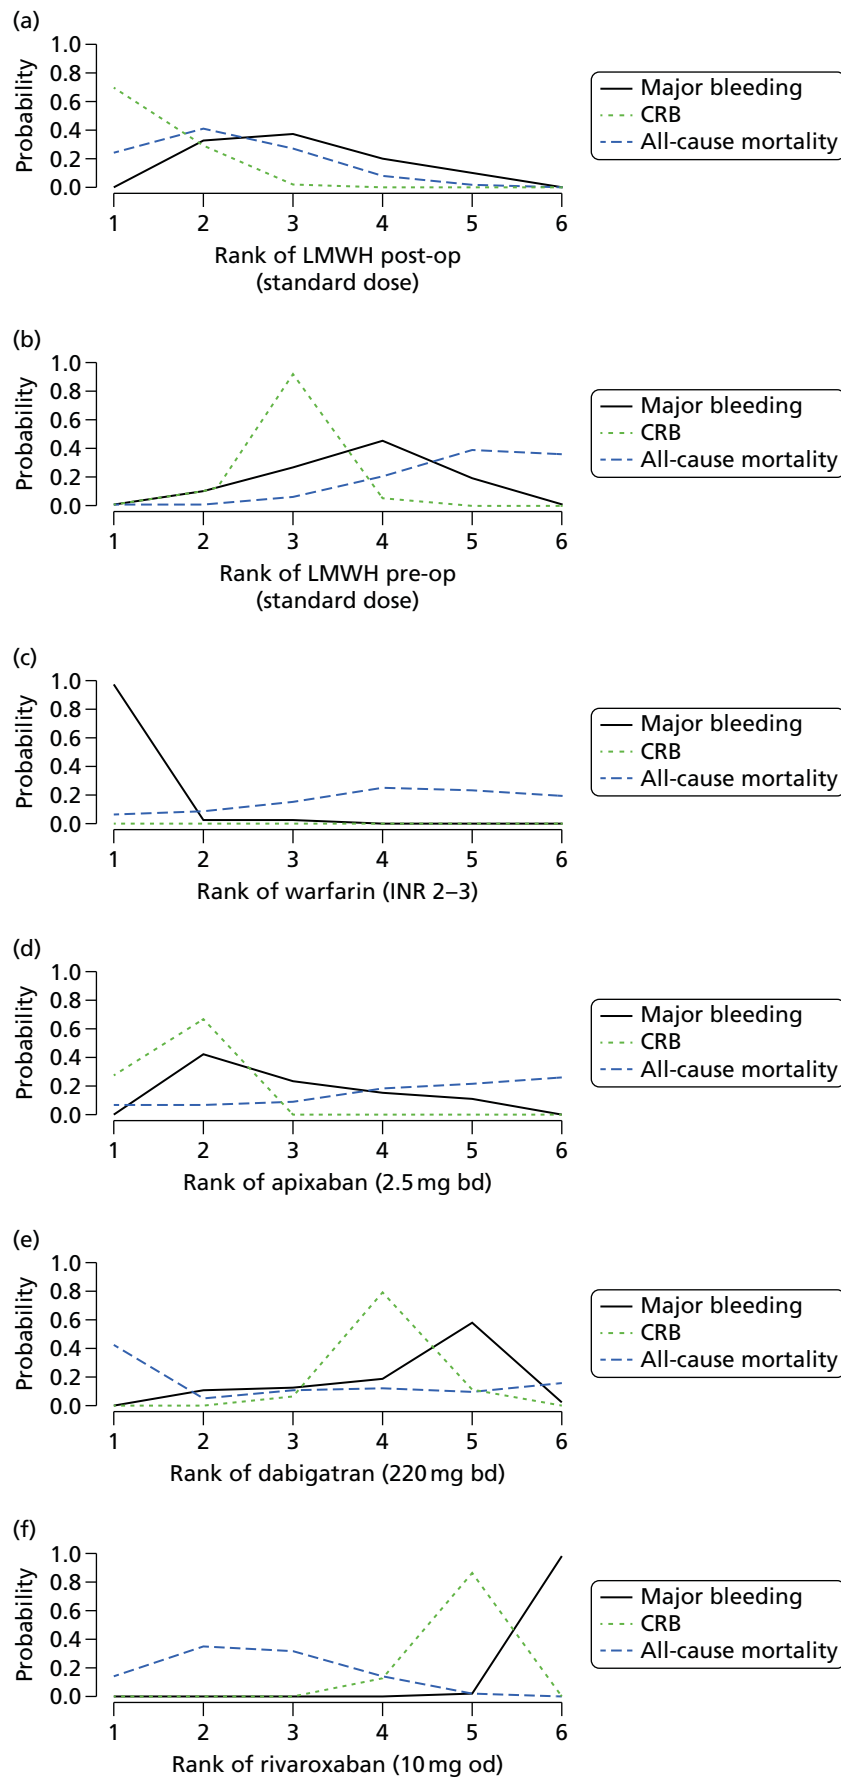 (a)
Probability
1.0
0.8
0.6
0.4
0.2
0.0
1 2 3 4 5 6
Rank of LMWH post-op
(standard dose)
Major bleeding
CRB
All-cause mortality
(b)
Probability
1.0
0.8
0.6
0.4
0.2
0.0
1 2 3 4 5 6
Rank of LMWH pre-op
(standard dose)
Major bleeding
CRB
All-cause mortality
(c)
Probability
1.0
0.8
0.6
0.4
0.2
0.0
1 2 3 4 5 6
Rank of warfarin (INR 2–3)
Major bleeding
CRB
All-cause mortality
(d)
Probability
1.0
0.8
0.6
0.4
0.2
0.0
1 2 3 4 5 6
Rank of apixaban (2.5 mg bd)
Major bleeding
CRB
All-cause mortality
(e)
Probability
1.0
0.8
0.6
0.4
0.2
0.0
1 2 3 4 5 6
Rank of dabigatran (220 mg bd)
Major bleeding
CRB
All-cause mortality
(f)
Probability
1.0
0.8
0.6
0.4
0.2
0.0
1 2 3 4 5 6
Rank of rivaroxaban (10 mg od)
Major bleeding
CRB
All-cause mortality